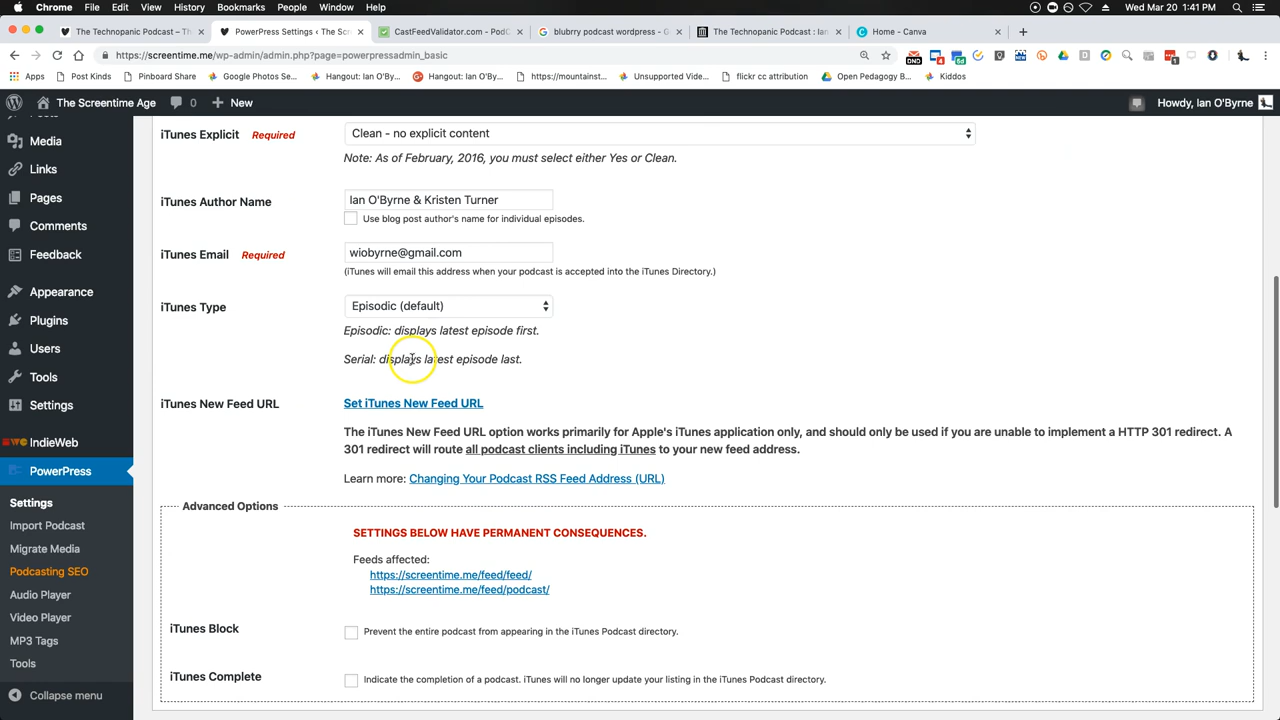 Chrome File Edit View History Bookmarks People Window Help
Wed Mar 20 1:41 PM
The Technopanic Podcast – Th
PowerPress Settings ‹ The Scr
CastFeedValidator.com - PodC
blubrry podcast wordpress - G
The Technopanic Podcast : Ian
Home - Canva
https://screentime.me/wp-admin/admin.php?page=powerpressadmin_basic
Apps
Post Kinds
Pinboard Share
Google Photos Se...
Hangout: Ian O'By...
Hangout: Ian O'By...
https://mountainst...
Unsupported Vide...
flickr cc attribution
Open Pedagogy B...
Kiddos
The Screentime Age
0
+ New
Howdy, Ian O'Byrne
Media
Links
Pages
Comments
Feedback
Appearance
Plugins
Users
Tools
Settings
IndieWeb
PowerPress
Settings
Import Podcast
Migrate Media
Podcasting SEO
Audio Player
Video Player
MP3 Tags
Tools
Collapse menu
iTunes Explicit Required
Clean - no explicit content
Note: As of February, 2016, you must select either Yes or Clean.
iTunes Author Name
Ian O'Byrne & Kristen Turner
Use blog post author's name for individual episodes.
iTunes Email Required
wiobyrne@gmail.com
(iTunes will email this address when your podcast is accepted into the iTunes Directory.)
iTunes Type
Episodic (default)
Episodic: displays latest episode first.
Serial: displays latest episode last.
iTunes New Feed URL
Set iTunes New Feed URL
The iTunes New Feed URL option works primarily for Apple's iTunes application only, and should only be used if you are unable to implement a HTTP 301 redirect. A
301 redirect will route all podcast clients including iTunes to your new feed address.
Learn more: Changing Your Podcast RSS Feed Address (URL)
Advanced Options
SETTINGS BELOW HAVE PERMANENT CONSEQUENCES.
Feeds affected:
https://screentime.me/feed/feed/
https://screentime.me/feed/podcast/
iTunes Block
Prevent the entire podcast from appearing in the iTunes Podcast directory.
iTunes Complete
Indicate the completion of a podcast. iTunes will no longer update your listing in the iTunes Podcast directory.